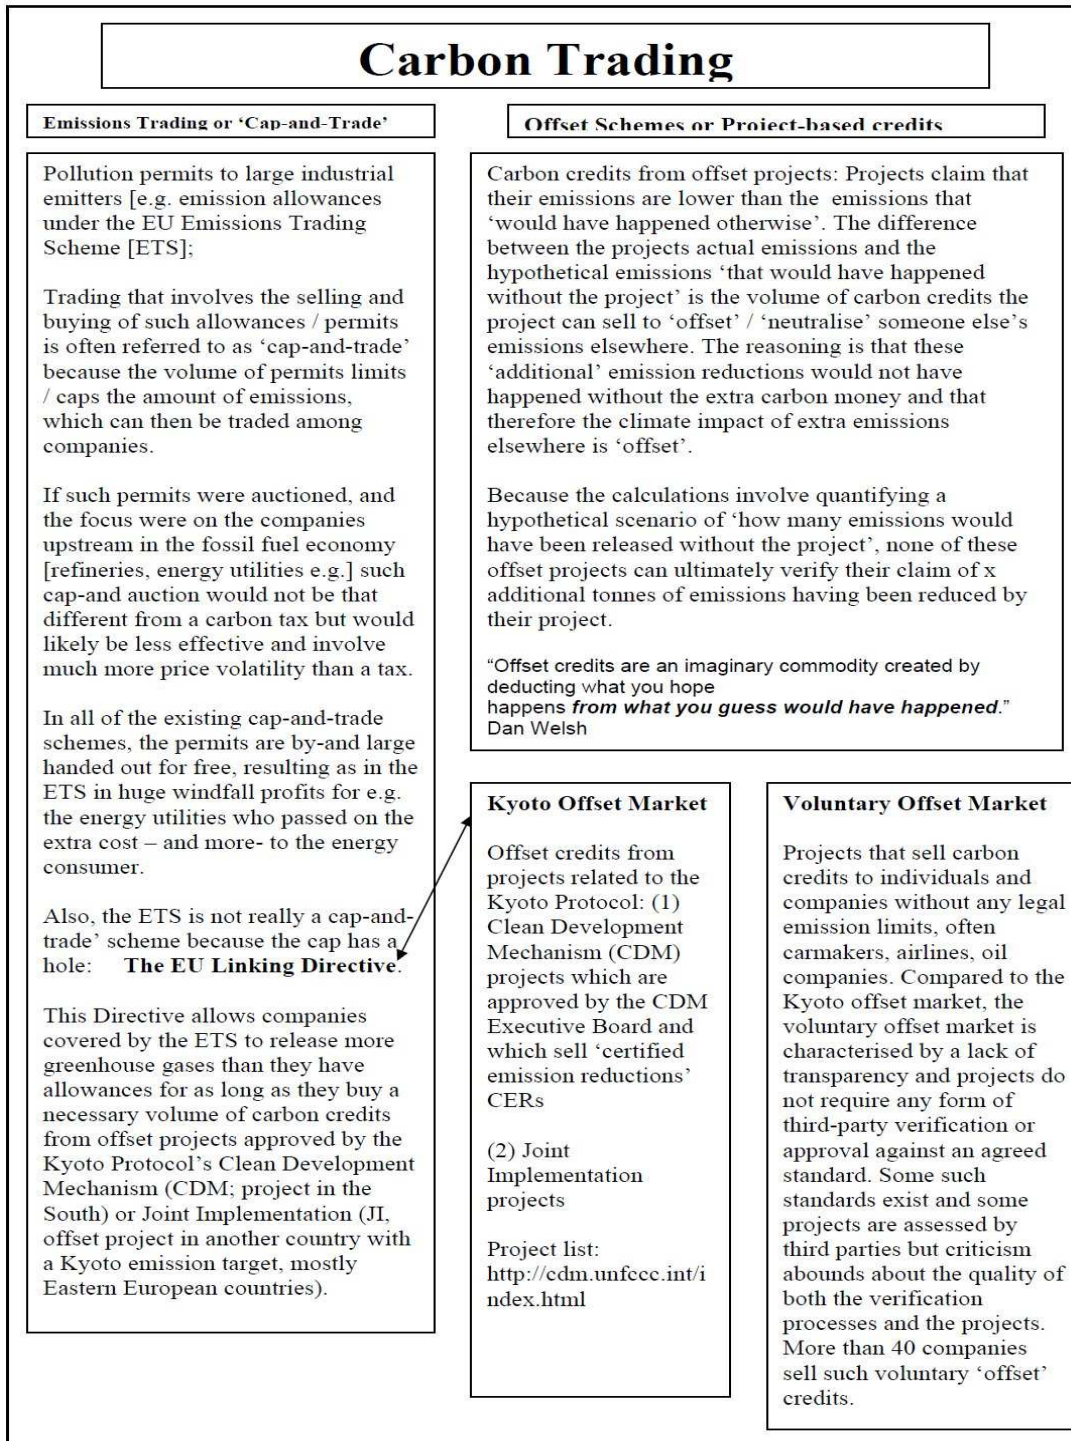 Carbon Trading
Emissions Trading or ‘Cap-and-Trade’
Pollution permits to large industrial
emitters [e.g. emission allowances
under the EU Emissions Trading
Scheme [ETS];
Trading that involves the selling and
buying of such allowances / permits
is often referred to as ‘cap-and-trade’
because the volume of permits limits
/ caps the amount of emissions,
which can then be traded among
companies.
If such permits were auctioned, and
the focus were on the companies
upstream in the fossil fuel economy
[refineries, energy utilities e.g.] such
cap-and auction would not be that
different from a carbon tax but would
likely be less effective and involve
much more price volatility than a tax.
In all of the existing cap-and-trade
schemes, the permits are by-and large
handed out for free, resulting as in the
ETS in huge windfall profits for e.g.
the energy utilities who passed on the
extra cost – and more- to the energy
consumer.
Also, the ETS is not really a cap-and-
trade’ scheme because the cap has a
hole: The EU Linking Directive.
This Directive allows companies
covered by the ETS to release more
greenhouse gases than they have
allowances for as long as they buy a
necessary volume of carbon credits
from offset projects approved by the
Kyoto Protocol’s Clean Development
Mechanism (CDM; project in the
South) or Joint Implementation (JI,
offset project in another country with
a Kyoto emission target, mostly
Eastern European countries).
Offset Schemes or Project-based credits
Carbon credits from offset projects: Projects claim that
their emissions are lower than the emissions that
‘would have happened otherwise’. The difference
between the projects actual emissions and the
hypothetical emissions ‘that would have happened
without the project’ is the volume of carbon credits the
project can sell to ‘offset’ / ‘neutralise’ someone else’s
emissions elsewhere. The reasoning is that these
‘additional’ emission reductions would not have
happened without the extra carbon money and that
therefore the climate impact of extra emissions
elsewhere is ‘offset’.
Because the calculations involve quantifying a
hypothetical scenario of ‘how many emissions would
have been released without the project’, none of these
offset projects can ultimately verify their claim of x
additional tonnes of emissions having been reduced by
their project.
“Offset credits are an imaginary commodity created by
deducting what you hope
happens from what you guess would have happened.”
Dan Welsh
Kyoto Offset Market
Offset credits from
projects related to the
Kyoto Protocol: (1)
Clean Development
Mechanism (CDM)
projects which are
approved by the CDM
Executive Board and
which sell ‘certified
emission reductions’
CERs
(2) Joint
Implementation
projects
Project list:
http://cdm.unfccc.int/i
ndex.html
Voluntary Offset Market
Projects that sell carbon
credits to individuals and
companies without any legal
emission limits, often
carmakers, airlines, oil
companies. Compared to the
Kyoto offset market, the
voluntary offset market is
characterised by a lack of
transparency and projects do
not require any form of
third-party verification or
approval against an agreed
standard. Some such
standards exist and some
projects are assessed by
third parties but criticism
abounds about the quality of
both the verification
processes and the projects.
More than 40 companies
sell such voluntary ‘offset’
credits.